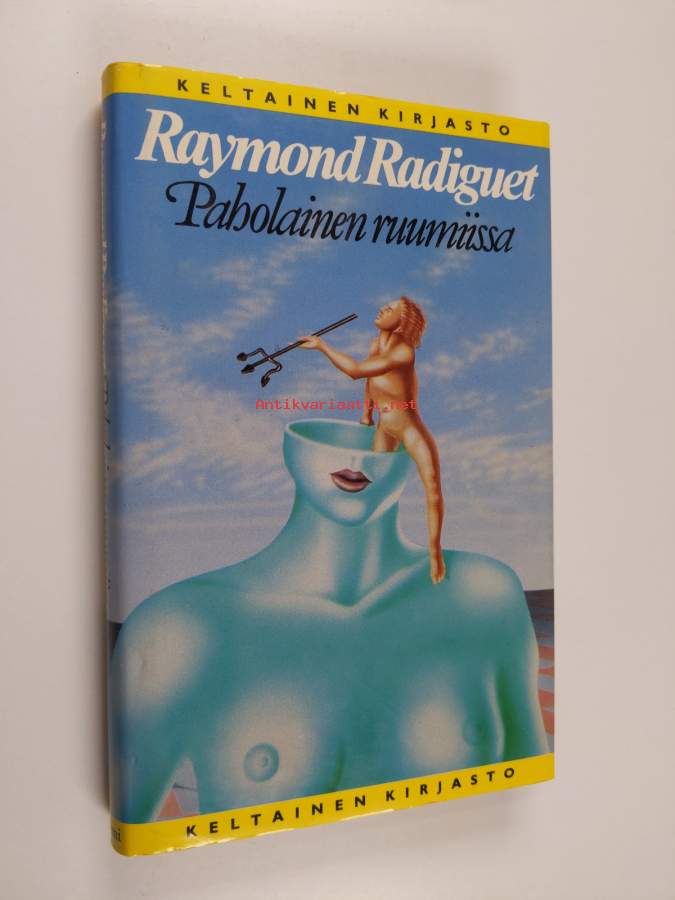 KELTAINEN KIRJASTO
Raymond Radiguet
Paholainen ruumiissa
Antikvariaatti.net
KELTAINEN KIRJASTO